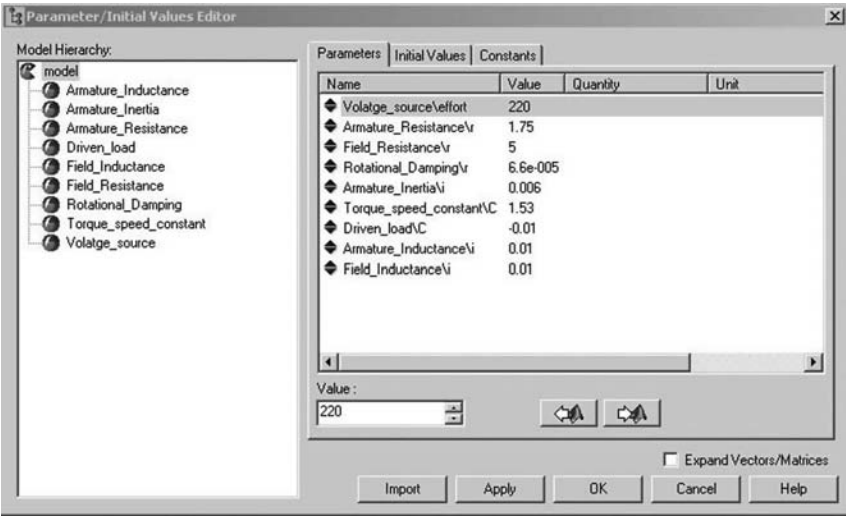 Parameter/Initial Values Editor
Model Hierarchy:
model
Armature_Inductance
Armature_Inertia
Armature_Resistance
Driven_load
Field_Inductance
Field_Resistance
Rotational_Damping
Torque_speed_constant
Volatge_source
Parameters Initial Values Constants
Name Value Quantity Unit
Volatge_source\effort 220
Armature_Resistance\r 1.75
Field_Resistance\r 5
Rotational_Damping\r 6.6e-005
Armature_Inertia\i 0.006
Torque_speed_constant\C 1.53
Driven_load\C -0.01
Armature_Inductance\i 0.01
Field_Inductance\i 0.01
Value :
220
Expand Vectors/Matrices
Import Apply OK Cancel Help